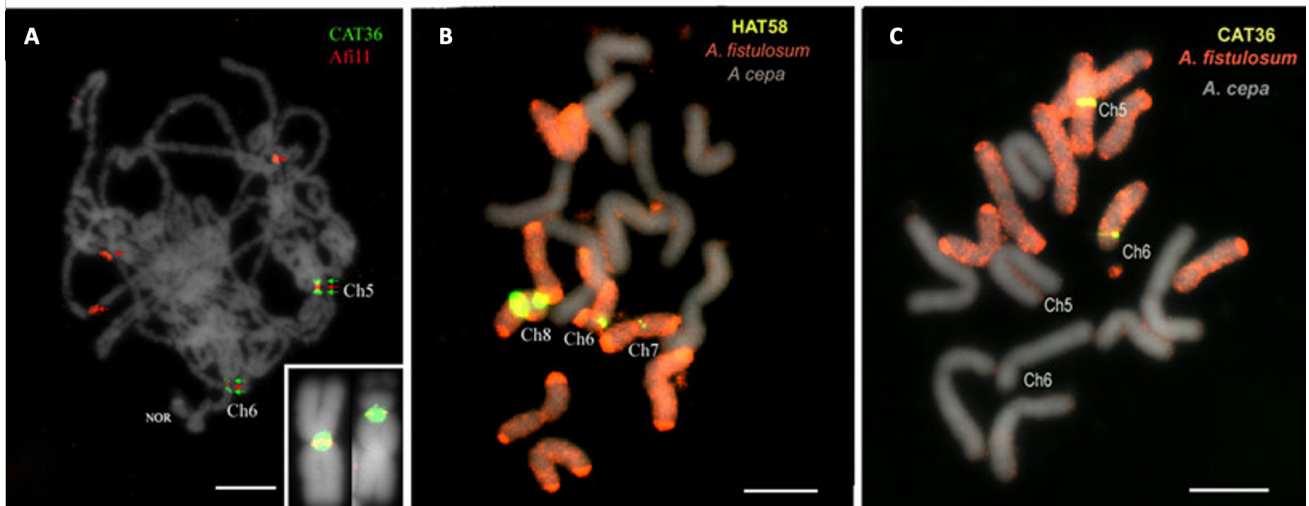 A
CAT36
Afi11
Ch5
Ch6
NOR
B
HAT58
A. fistulosum
A cepa
Ch8
Ch6
Ch7
C
CAT36
A. fistulosum
A. cepa
Ch5
Ch6
Ch5
Ch6